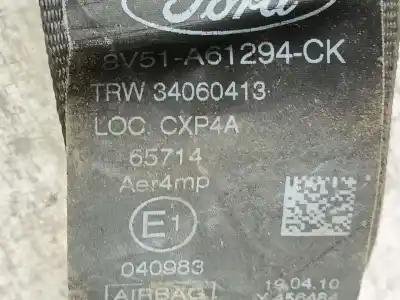 Ford
8V51-A61294-CK
TRW 34060413
LOC. CXP4A
65714
Aer4mp
E1
040983
19.04.10
AIRBAG